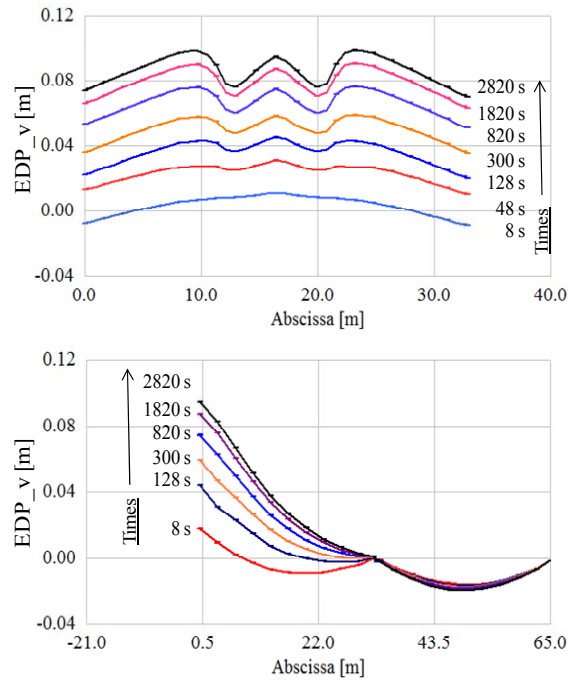 0.12
0.08
0.04
0.00
-0.04
EDP_v [m]
2820 s
1820 s
820 s
300 s
128 s
48 s
8 s
Times
0.0
10.0
20.0
30.0
40.0
Abscissa [m]
0.12
0.08
0.04
0.00
-0.04
EDP_v [m]
Times
2820 s
1820 s
820 s
300 s
128 s
8 s
-21.0
0.5
22.0
43.5
65.0
Abscissa [m]